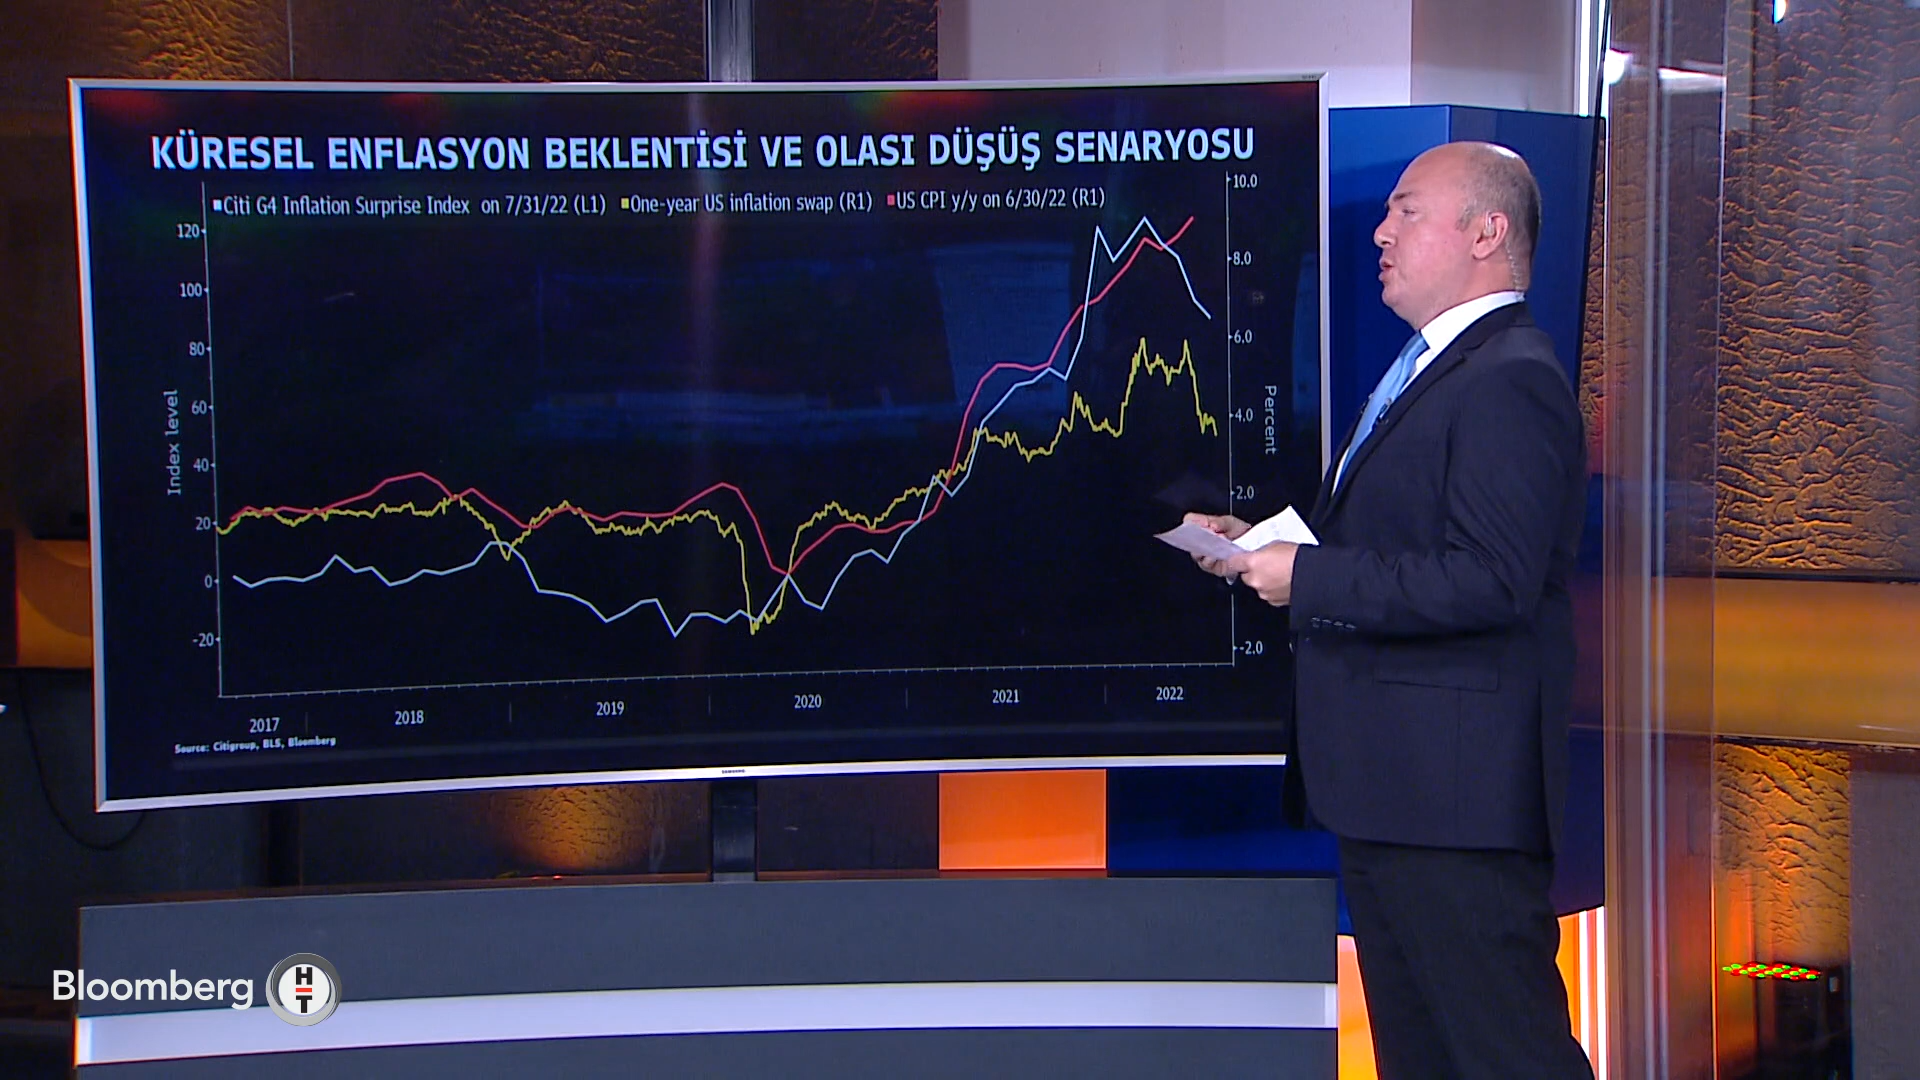 KÜRESEL ENFLASYON BEKLENTİSİ VE OLASI DÜŞÜŞ SENARYOSU
Citi G4 Inflation Surprise Index on 7/31/22 (L1) One-year US inflation swap (R1) US CPI y/y on 6/30/22 (R1)
120
100
80
60
40
20
0
-20
Index level
10.0
8.0
6.0
4.0
2.0
-2.0
Percent
2017 2018 2019 2020 2021 2022
Source: Citigroup, BLS, Bloomberg
SAMSUNG
Bloomberg HT